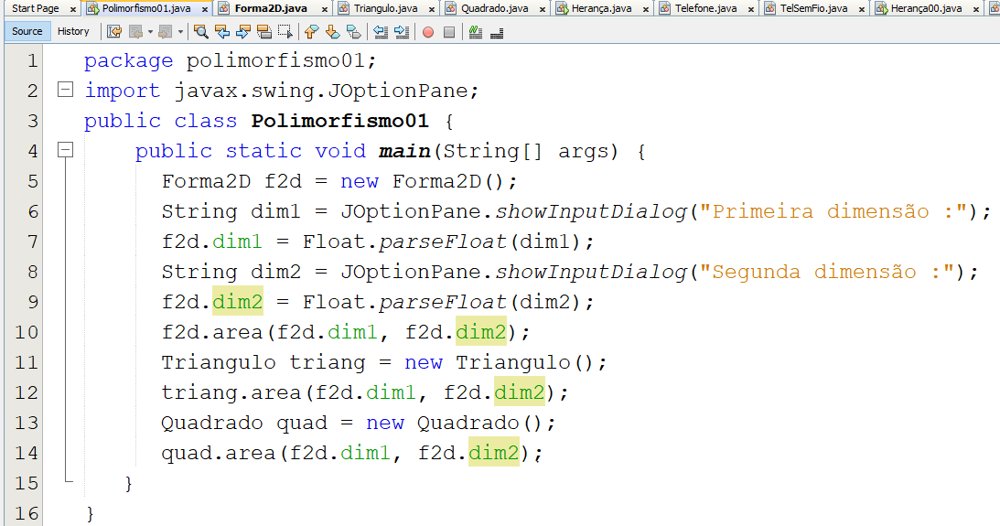 Start Page x Polimorfismo01.java x Forma2D.java x Triangulo.java x Quadrado.java x Herança.java x Telefone.java x TelSemFio.java x Herança00.java x
Source History
1 package polimorfismo01;
2 import javax.swing.JOptionPane;
3 public class Polimorfismo01 {
4 public static void main(String[] args) {
5 Forma2D f2d = new Forma2D();
6 String dim1 = JOptionPane.showInputDialog("Primeira dimensão :");
7 f2d.dim1 = Float.parseFloat(dim1);
8 String dim2 = JOptionPane.showInputDialog("Segunda dimensão :");
9 f2d.dim2 = Float.parseFloat(dim2);
10 f2d.area(f2d.dim1, f2d.dim2);
11 Triangulo triang = new Triangulo();
12 triang.area(f2d.dim1, f2d.dim2);
13 Quadrado quad = new Quadrado();
14 quad.area(f2d.dim1, f2d.dim2);
15 }
16 }